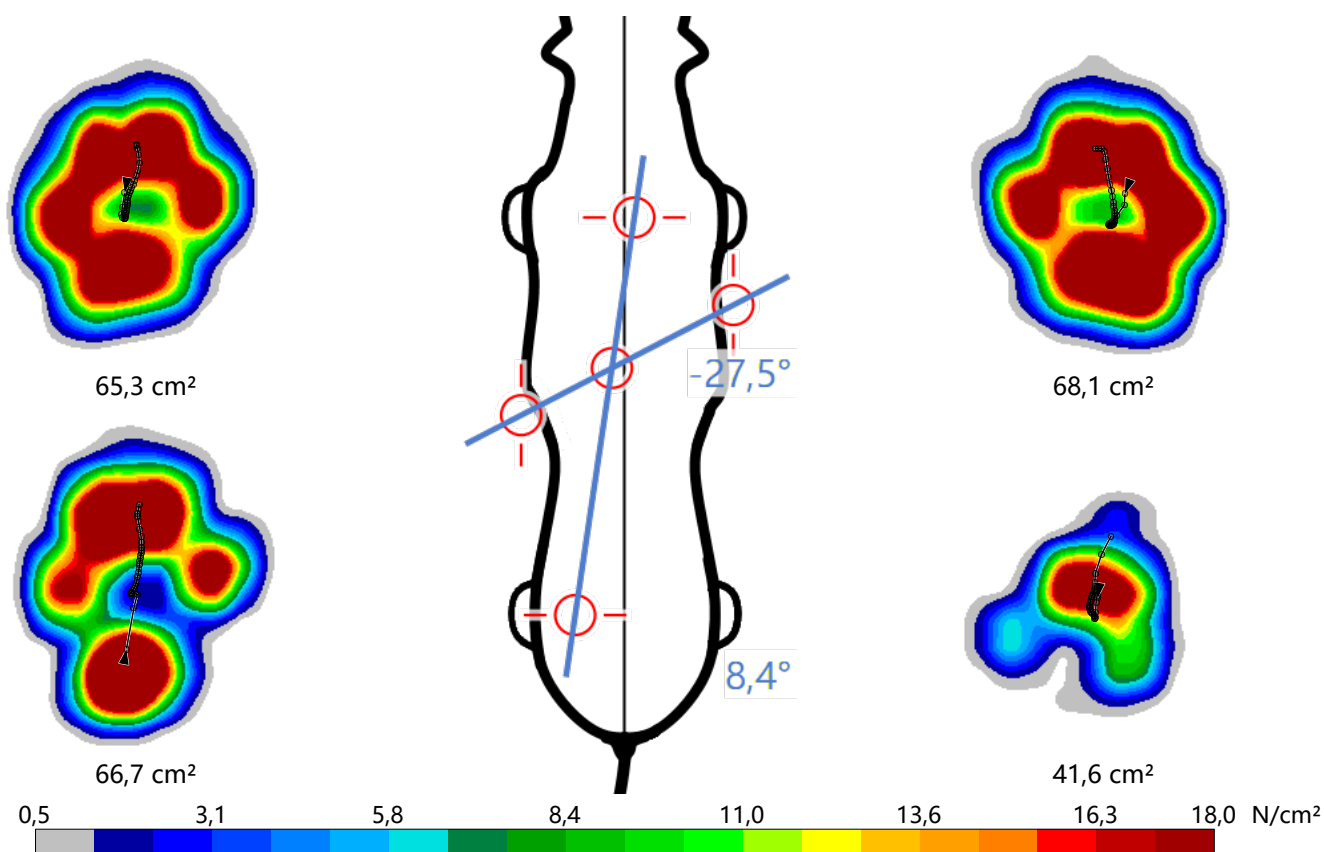 65,3 cm²
-27,5°
68,1 cm²
8,4°
66,7 cm²
41,6 cm²
0,5 3,1 5,8 8,4 11,0 13,6 16,3 18,0 N/cm²